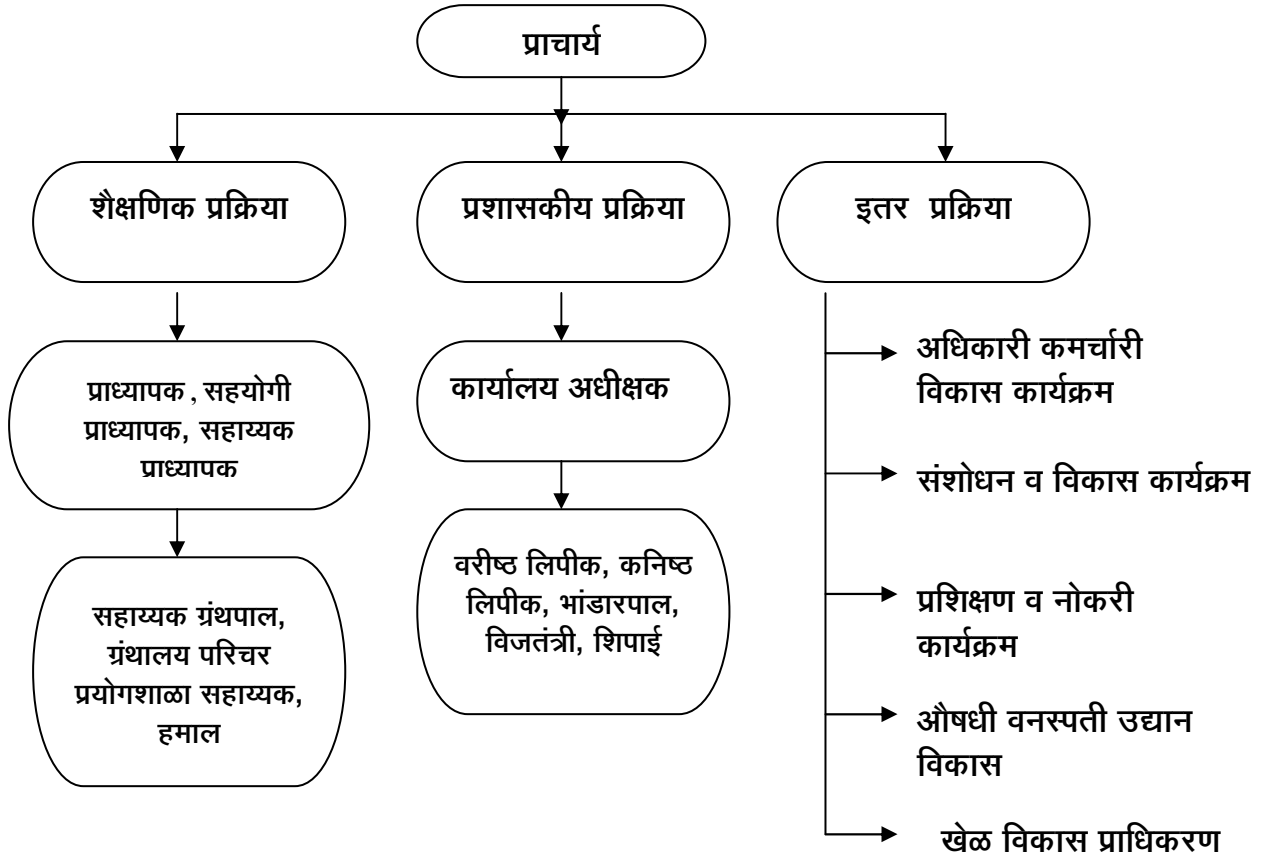 प्राचार्य
शैक्षणिक प्रक्रिया
प्रशासकीय प्रक्रिया
इतर प्रक्रिया
प्राध्यापक, सहयोगी
प्राध्यापक, सहाय्यक
प्राध्यापक
सहाय्यक ग्रंथपाल,
ग्रंथालय परिचर
प्रयोगशाळा सहाय्यक,
हमाल
कार्यालय अधीक्षक
वरीष्ठ लिपीक, कनिष्ठ
लिपीक, भांडारपाल,
विजतंत्री, शिपाई
अधिकारी कमर्चारी
विकास कार्यक्रम
संशोधन व विकास कार्यक्रम
प्रशिक्षण व नोकरी
कार्यक्रम
औषधी वनस्पती उद्यान
विकास
खेळ विकास प्राधिकरण